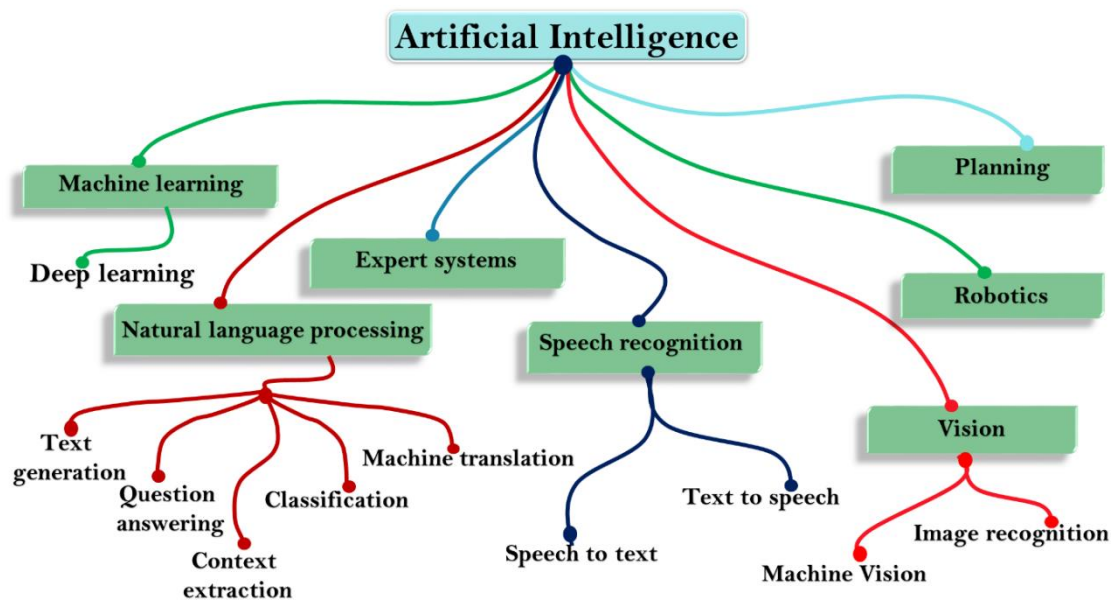 Artificial Intelligence
Machine learning
Planning
Deep learning
Expert systems
Robotics
Natural language processing
Speech recognition
Vision
Text
generation
Question
answering
Context
extraction
Classification
Machine translation
Speech to text
Text to speech
Machine Vision
Image recognition